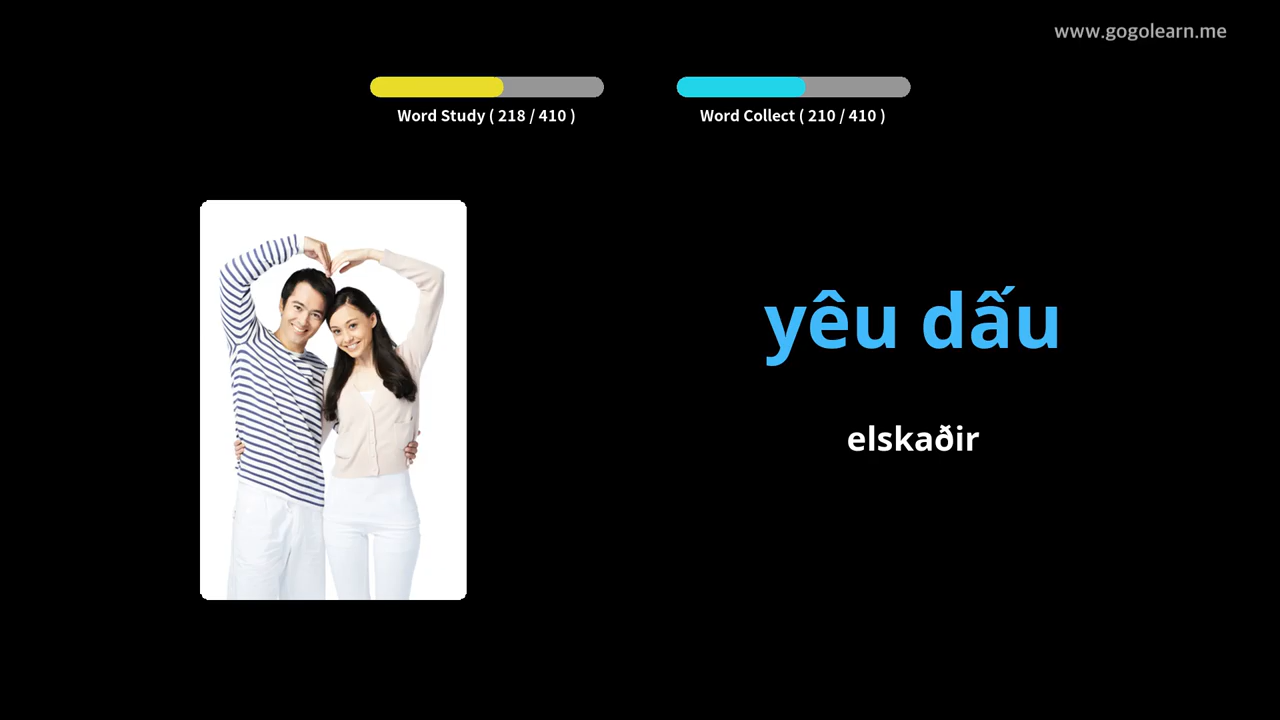 www.gogolearn.me
Word Study ( 218 / 410 )
Word Collect ( 210 / 410 )
yêu dấu
elskaðir